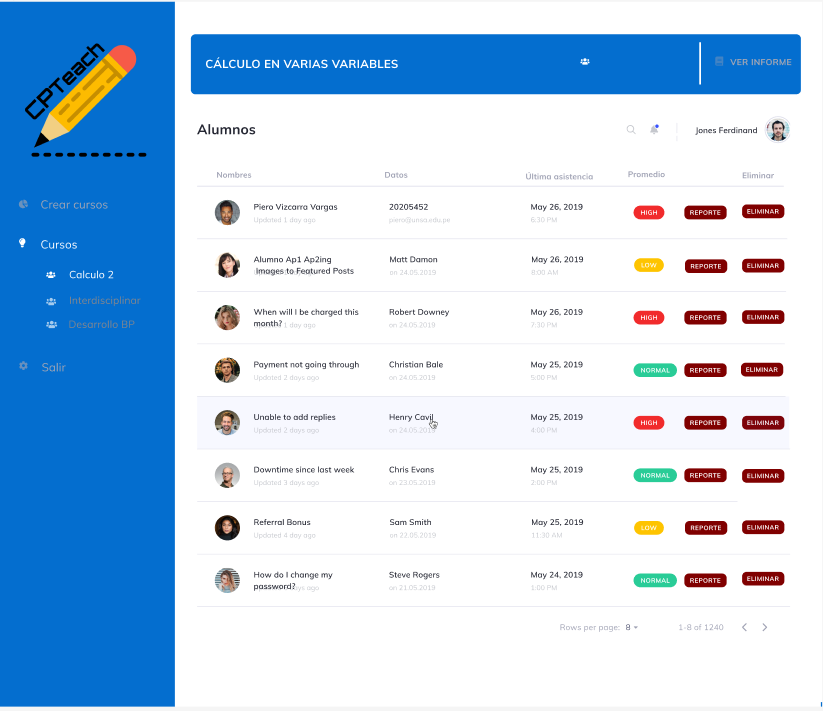 CPTeach
CÁLCULO EN VARIAS VARIABLES
VER INFORME
Alumnos
Jones Ferdinand
Crear cursos
Cursos
Calculo 2
Interdisciplinar
Desarrollo BP
Salir
Nombres Datos Última asistencia Promedio Eliminar
Piero Vizcarra Vargas 20205452 May 26, 2019 HIGH REPORTE ELIMINAR
Updated 1 day ago piero@unsa.edu.pe 6:30 PM
Alumno Ap1 Ap2ing Matt Damon May 26, 2019 LOW REPORTE ELIMINAR
Images to Featured Posts on 24.05.2019 8:00 AM
When will I be charged this Robert Downey May 26, 2019 HIGH REPORTE ELIMINAR
month? 1 day ago on 24.05.2019 7:30 PM
Payment not going through Christian Bale May 25, 2019 NORMAL REPORTE ELIMINAR
Updated 2 days ago on 24.05.2019 5:00 PM
Unable to add replies Henry Cavil May 25, 2019 HIGH REPORTE ELIMINAR
Updated 2 days ago on 24.05.2019 4:00 PM
Downtime since last week Chris Evans May 25, 2019 NORMAL REPORTE ELIMINAR
Updated 3 days ago on 23.05.2019 2:00 PM
Referral Bonus Sam Smith May 25, 2019 LOW REPORTE ELIMINAR
Updated 4 day ago on 22.05.2019 11:30 AM
How do I change my Steve Rogers May 24, 2019 NORMAL REPORTE ELIMINAR
password? ys ago on 21.05.2019 1:00 PM
Rows per page: 8 1-8 of 1240